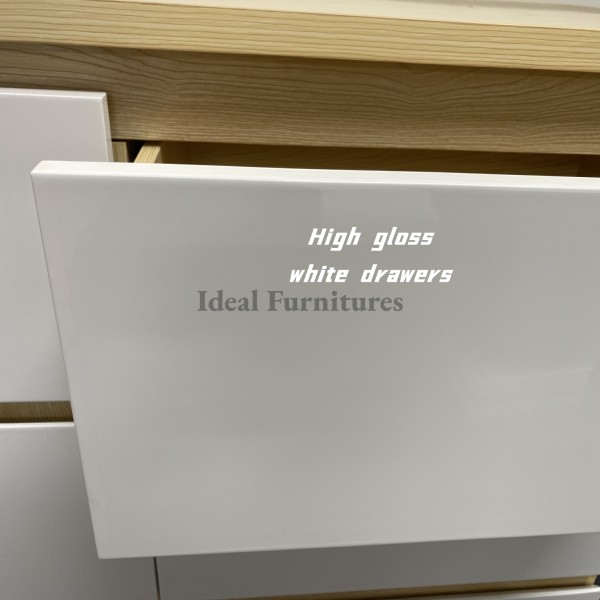 High gloss
white drawers
Ideal Furnitures